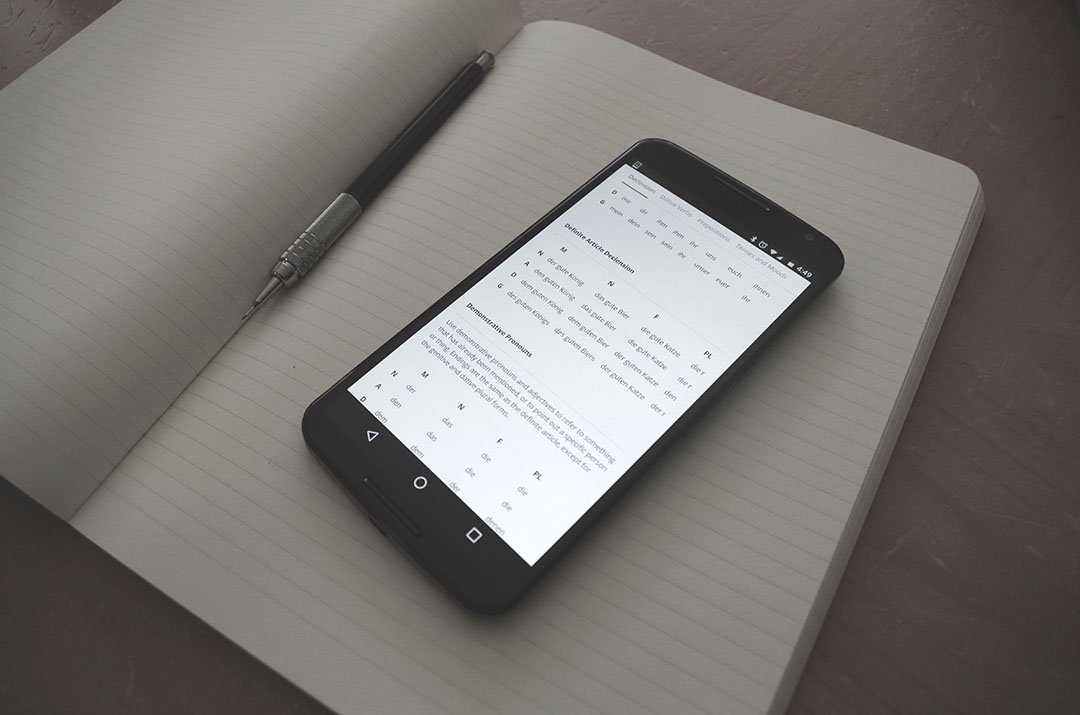 4:49
Declension Dative Verbs Prepositions Tenses and Moods
D mir dir ihm ihm ihr uns euch ihnen
G mein dein sein sein ihr unser euer ihr
Definite Article Declension
M N F PL
N der gute König das gute Bier die gute Katze die r
A den guten König das gute Bier die gute Katze die r
D dem guten König dem guten Bier der guten Katze den
G des guten Königs des guten Biers der guten Katze der r
Demonstrative Pronouns
Use demonstrative pronouns and adjectives to refer to something
that has already been mentioned, or to point out a specific person
or thing. Endings are the same as the definite article, except for
the genitive and dative plural forms.
M N F PL
N der das die die
A den das die die
D dem dem der denen